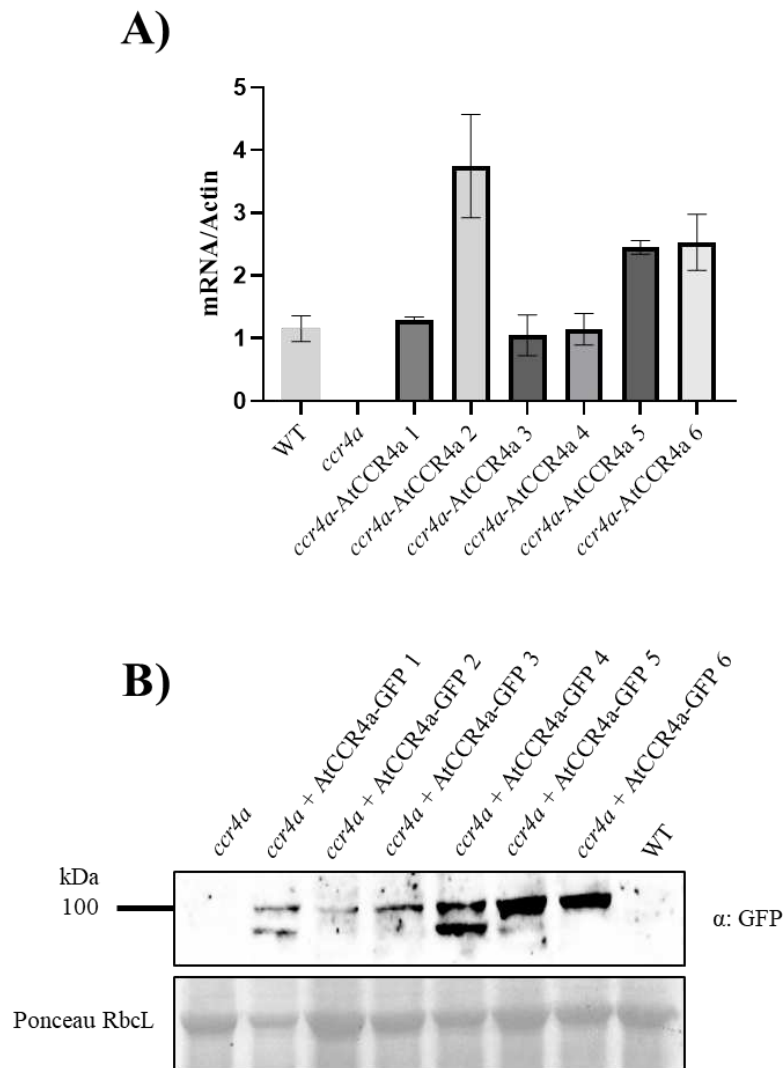 A)
mRNA/Actin
5
4
3
2
1
0
WT
ccr4a
ccr4a-AtCCR4a 1
ccr4a-AtCCR4a 2
ccr4a-AtCCR4a 3
ccr4a-AtCCR4a 4
ccr4a-AtCCR4a 5
ccr4a-AtCCR4a 6
B)
ccr4a
ccr4a + AtCCR4a-GFP 1
ccr4a + AtCCR4a-GFP 2
ccr4a + AtCCR4a-GFP 3
ccr4a + AtCCR4a-GFP 4
ccr4a + AtCCR4a-GFP 5
ccr4a + AtCCR4a-GFP 6
WT
kDa
100
α: GFP
Ponceau RbcL